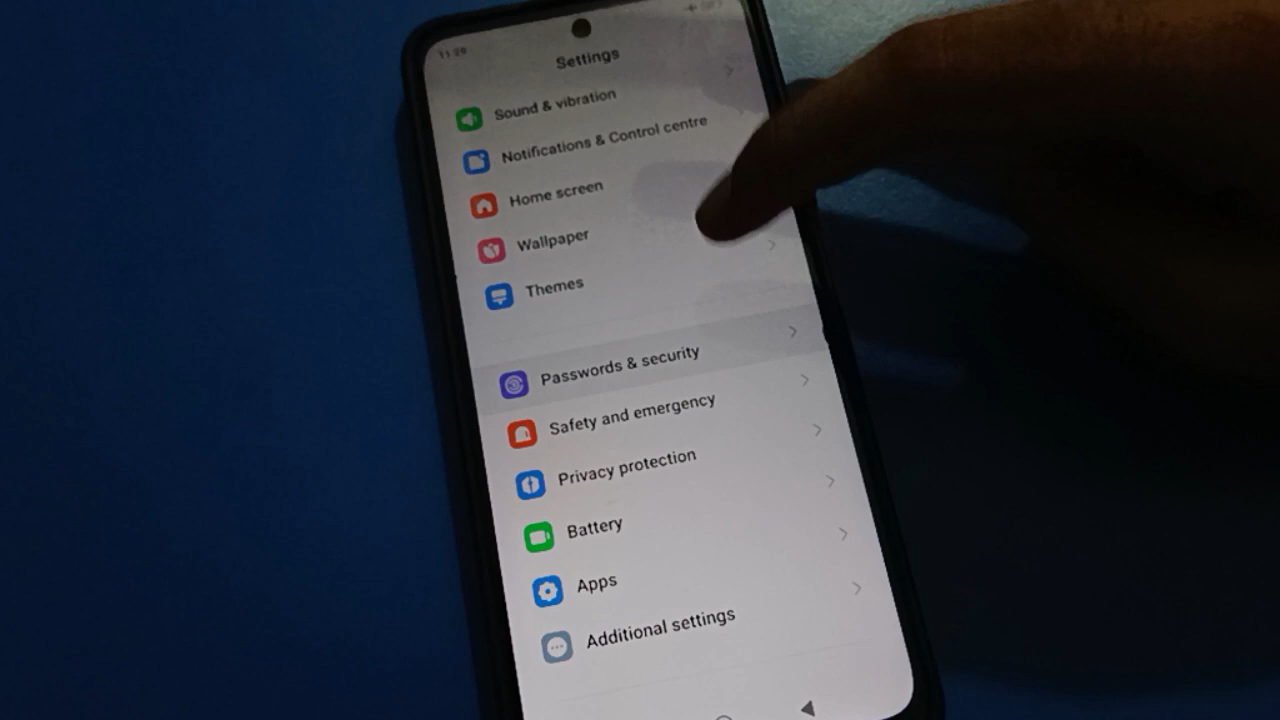 11:29
Settings
Sound & vibration
Notifications & Control centre
Home screen
Wallpaper
Themes
Passwords & security
Safety and emergency
Privacy protection
Battery
Apps
Additional settings